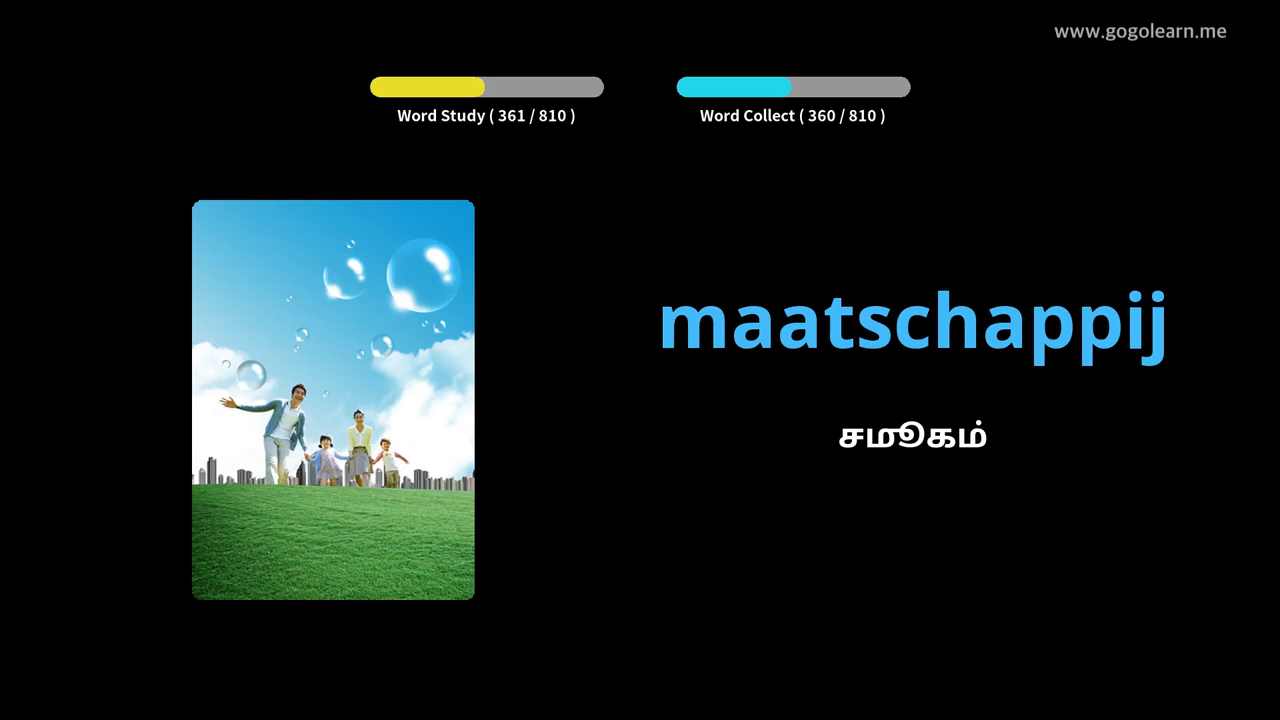 www.gogolearn.me
Word Study ( 361 / 810 )
Word Collect ( 360 / 810 )
maatschappij
சமூகம்